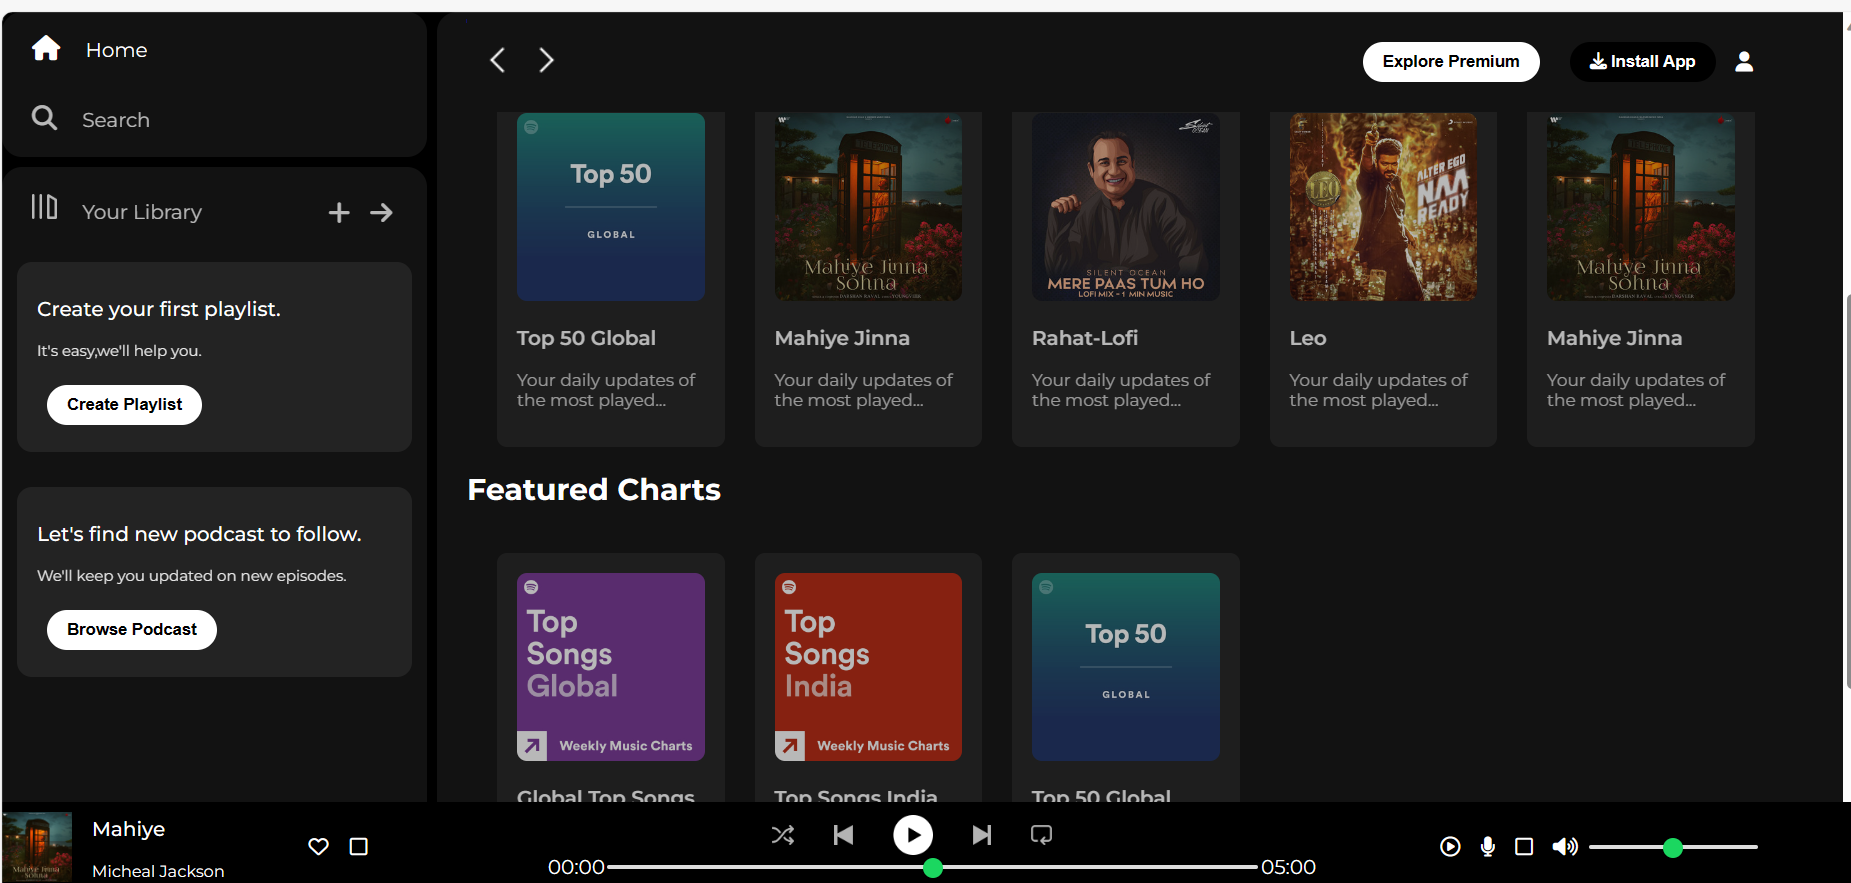 Home
Search
Your Library
Create your first playlist.
It's easy,we'll help you.
Create Playlist
Let's find new podcast to follow.
We'll keep you updated on new episodes.
Browse Podcast
Explore Premium
Install App
Top 50
GLOBAL
Top 50 Global
Your daily updates of
the most played...
Mahiye Jinna
Sohna
Mahiye Jinna
Your daily updates of
the most played...
Silent
OCEAN
SILENT OCEAN
MERE PAAS TUM HO
LOFI MIX - 1 MIN MUSIC
Rahat-Lofi
Your daily updates of
the most played...
LEO
ALTER EGO
NAA
READY
Leo
Your daily updates of
the most played...
Mahiye Jinna
Sohna
Mahiye Jinna
Your daily updates of
the most played...
Featured Charts
Top
Songs
Global
Weekly Music Charts
Global Top Songs
Top
Songs
India
Weekly Music Charts
Top Songs India
Top 50
GLOBAL
Top 50 Global
Mahiye Jinna
Sohna
Mahiye
Micheal Jackson
00:00
05:00